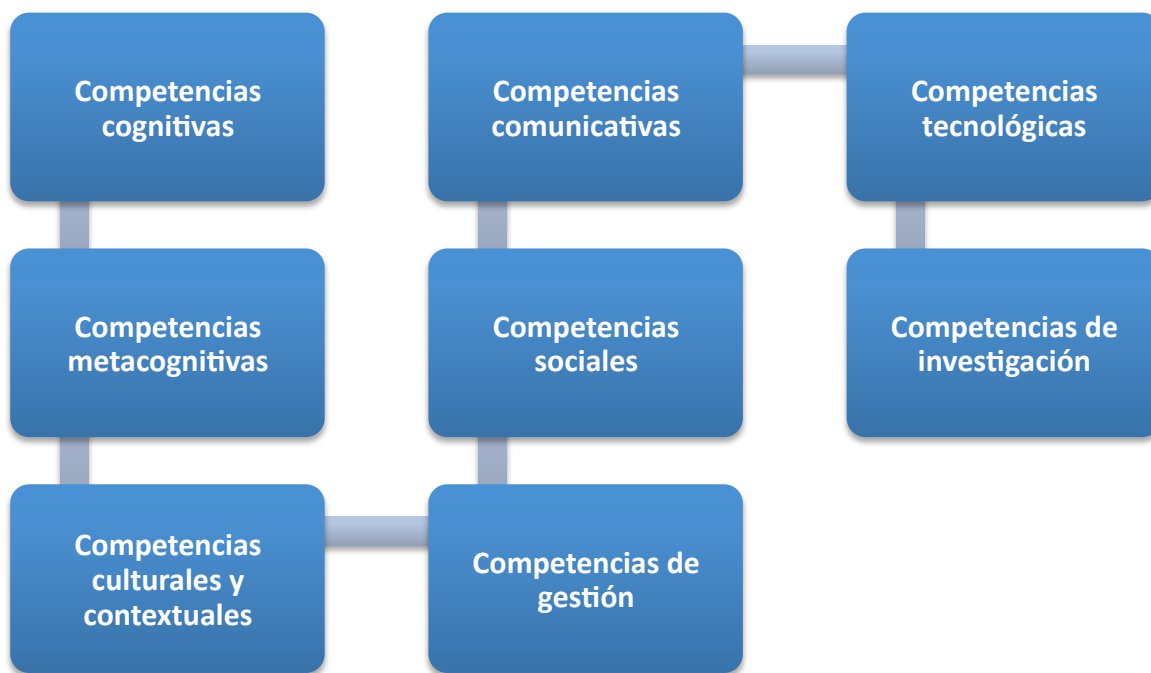 Competencias
cognitivas
Competencias
metacognitivas
Competencias
culturales y
contextuales
Competencias de
gestión
Competencias
sociales
Competencias
comunicativas
Competencias
tecnológicas
Competencias de
investigación